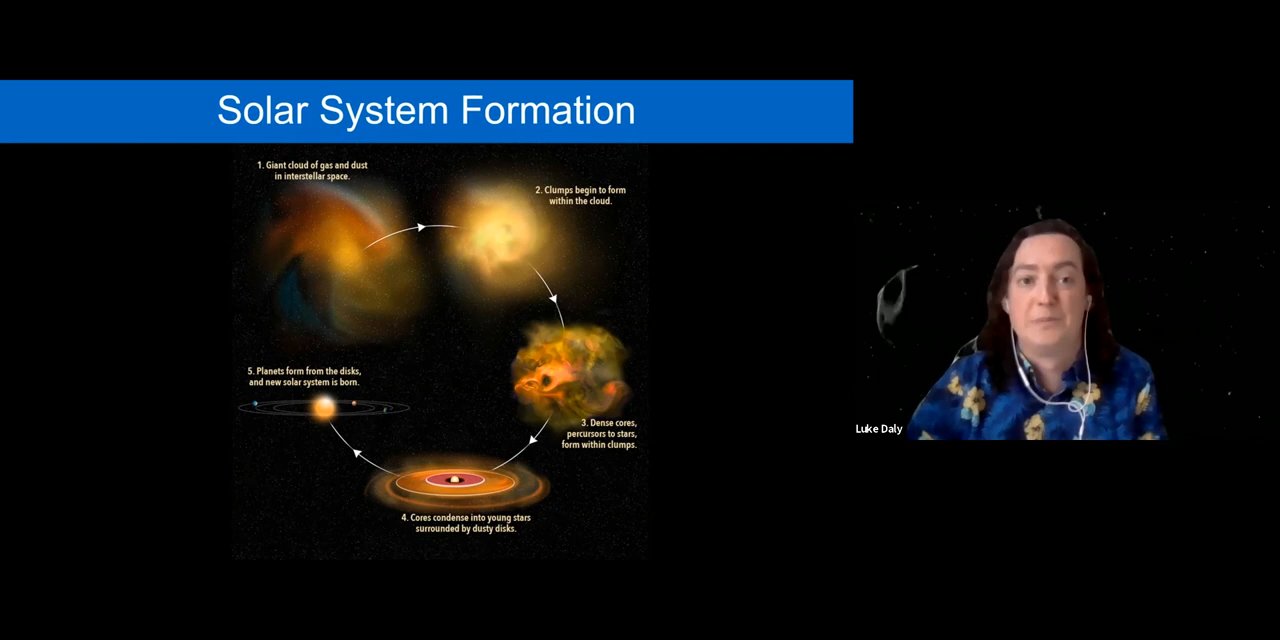 Solar System Formation
1. Giant cloud of gas and dust
in interstellar space.
2. Clumps begin to form
within the cloud.
3. Dense cores,
percursors to stars,
form within clumps.
4. Cores condense into young stars
surrounded by dusty disks.
5. Planets form from the disks,
and new solar system is born.
Luke Daly